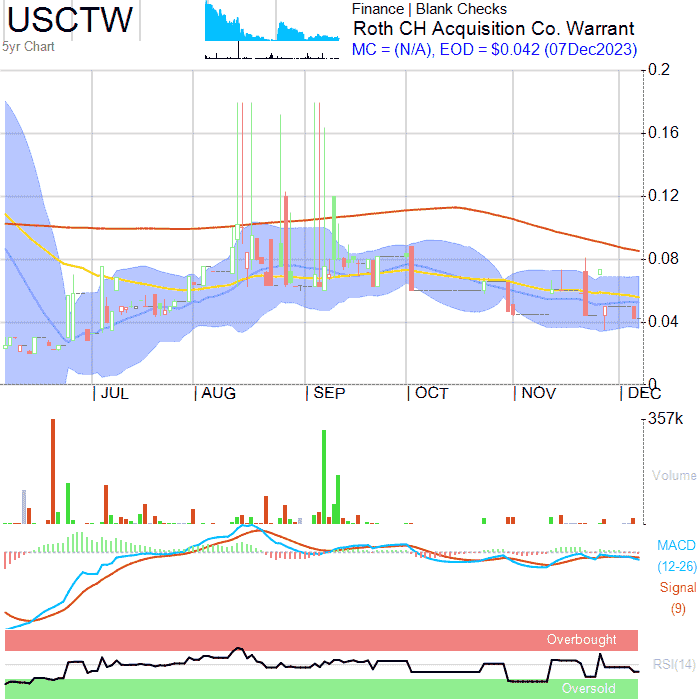 USCTW
5yr Chart
Finance | Blank Checks
Roth CH Acquisition Co. Warrant
MC = (N/A), EOD = $0.042 (07Dec2023)
0.2
0.16
0.12
0.08
0.04
0
JUL AUG SEP OCT NOV DEC
357k
Volume
MACD
(12-26)
Signal
(9)
Overbought
RSI(14)
Oversold